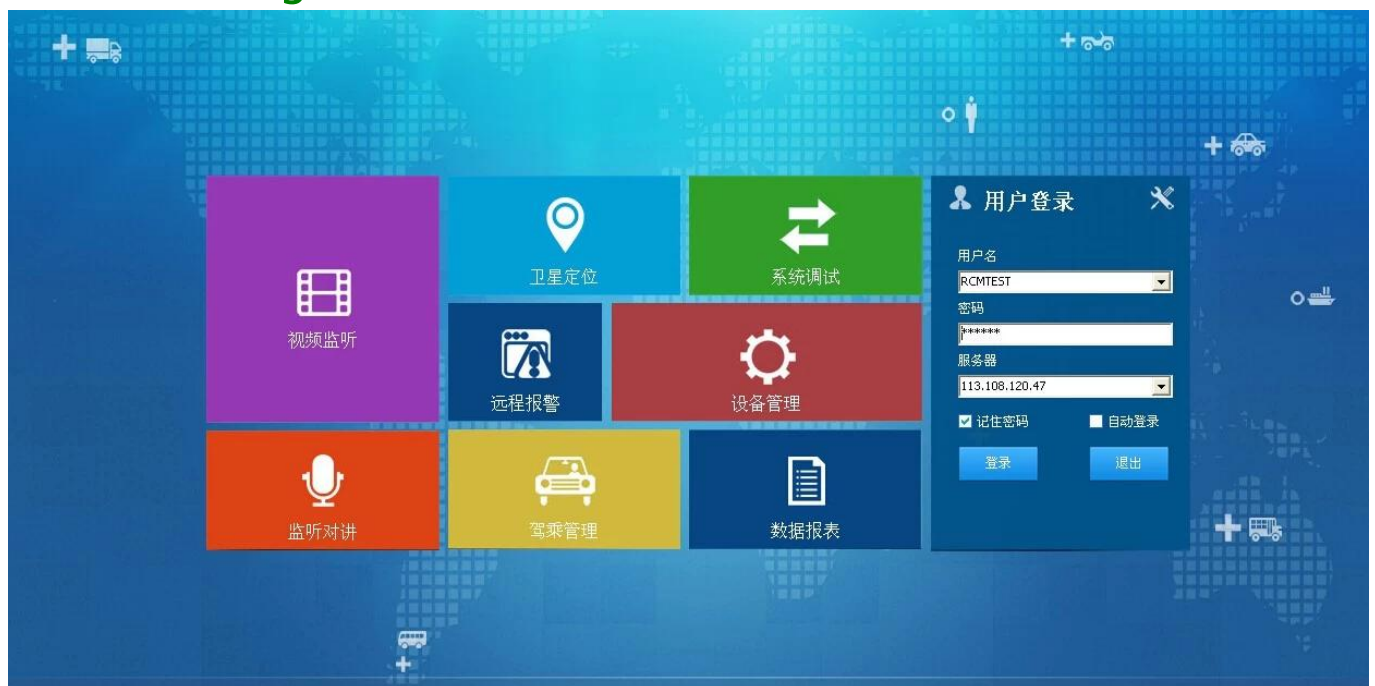 用户登录
用户名
RCMTEST
密码
******
服务器
113.108.120.47
记住密码
自动登录
登录
退出
卫星定位
系统调试
视频监听
远程报警
设备管理
监听对讲
驾乘管理
数据报表